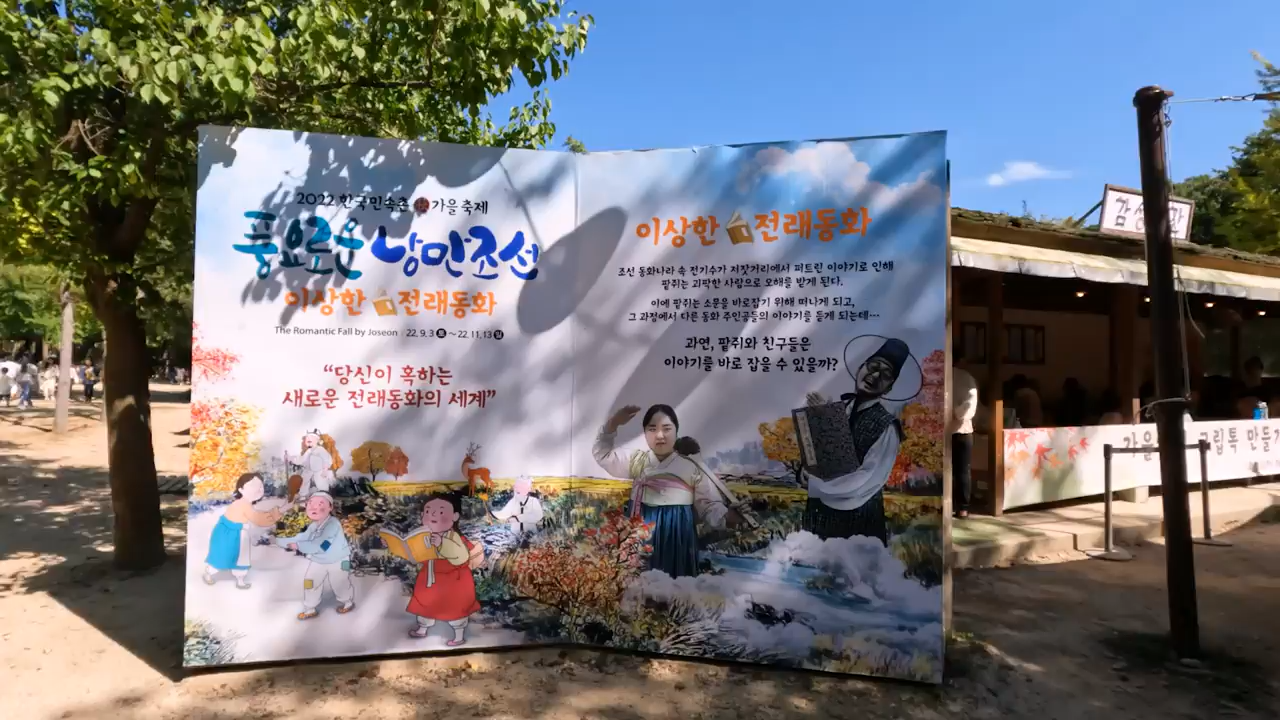 2022 한국민속촌 가을 축제
풍요로운 낭만조선
이상한 전래동화
The Romantic Fall by Joseon / 22. 9. 3 토 ~ 22. 11. 13 일
“당신이 혹하는
새로운 전래동화의 세계”
이상한 전래동화
조선 동화나라 속 전기수가 저잣거리에서 퍼트린 이야기로 인해
팥쥐는 괴팍한 사람으로 오해를 받게 된다.
이에 팥쥐는 소문을 바로잡기 위해 떠나게 되고,
그 과정에서 다른 동화 주인공들의 이야기를 듣게 되는데…
과연, 팥쥐와 친구들은
이야기를 바로 잡을 수 있을까?